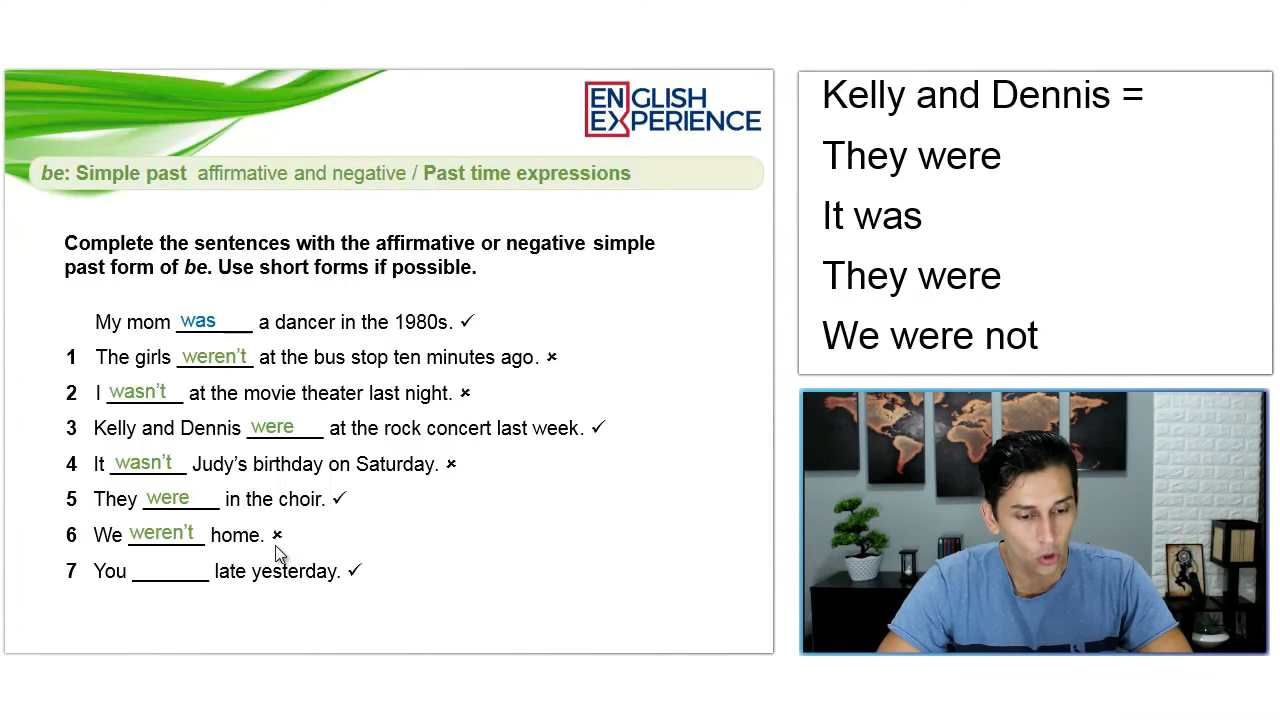 ENGLISH
EXPERIENCE
be: Simple past affirmative and negative / Past time expressions
Complete the sentences with the affirmative or negative simple
past form of be. Use short forms if possible.
My mom was a dancer in the 1980s. ✓
1 The girls weren't at the bus stop ten minutes ago. ×
2 I wasn't at the movie theater last night. ×
3 Kelly and Dennis were at the rock concert last week. ✓
4 It wasn't Judy's birthday on Saturday. ×
5 They were in the choir. ✓
6 We weren't home. ×
7 You _______ late yesterday. ✓
Kelly and Dennis =
They were
It was
They were
We were not